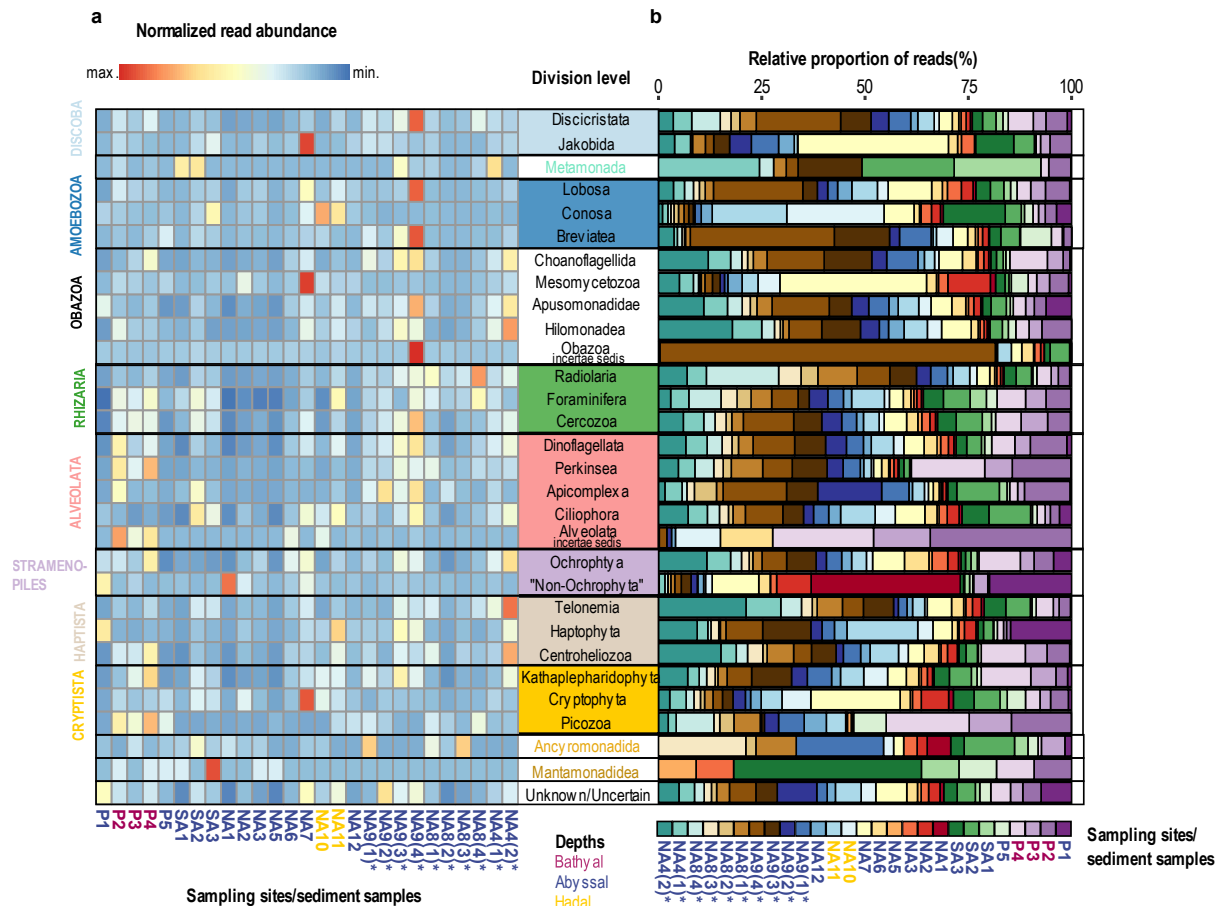 a
b
Normalized read abundance
max.
min.
Division level
Relative proportion of reads(%)
0
25
50
75
100
DISCOBA
AMOEBOZOA
OBAZOA
RHIZARIA
ALVEOLATA
STRAMENO-
PILES
HAPTISTA
CRYPTISTA
Discicristata
Jakobida
Metamonada
Lobosa
Conosa
Breviatea
Choanoflagellida
Mesomycetozoa
Apusomonadidae
Hilomonadea
Obazoa
incertae sedis
Radiolaria
Foraminifera
Cercozoa
Dinoflagellata
Perkinsea
Apicomplexa
Ciliophora
Alveolata
incertae sedis
Ochrophtya
"Non-Ochrophyta"
Telonemia
Haptophyta
Centroheliozoa
Kathaplepharidophyta
Cryptophyta
Picozoa
Ancyromonadida
Mantamonadidea
Unknown/Uncertain
P1
P2
P3
P4
P5
SA1
SA2
SA3
NA1
NA2
NA3
NA5
NA6
NA7
NA10
NA11
NA12
NA9(1)*
NA9(2)*
NA9(3)*
NA9(4)*
NA8(1)*
NA8(2)*
NA8(3)*
NA8(4)*
NA4(1)*
NA4(2)*
Sampling sites/sediment samples
Depths
Bathyal
Abyssal
Hadal
NA4(2)*
NA4(1)*
NA8(4)*
NA8(3)*
NA8(2)*
NA8(1)*
NA9(4)*
NA9(3)*
NA9(2)*
NA9(1)*
NA12
NA11
NA10
NA7
NA6
NA5
NA3
NA2
NA1
SA3
SA2
SA1
P5
P4
P3
P2
P1
Sampling sites/
sediment samples